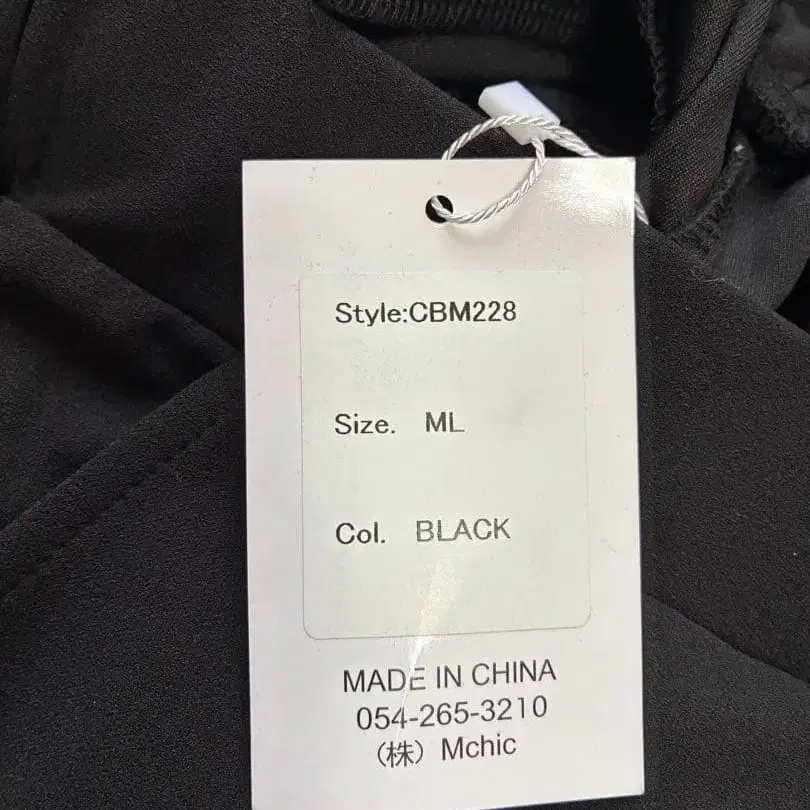 Style:CBM228
Size. ML
Col. BLACK
MADE IN CHINA
054-265-3210
（株）Mchic